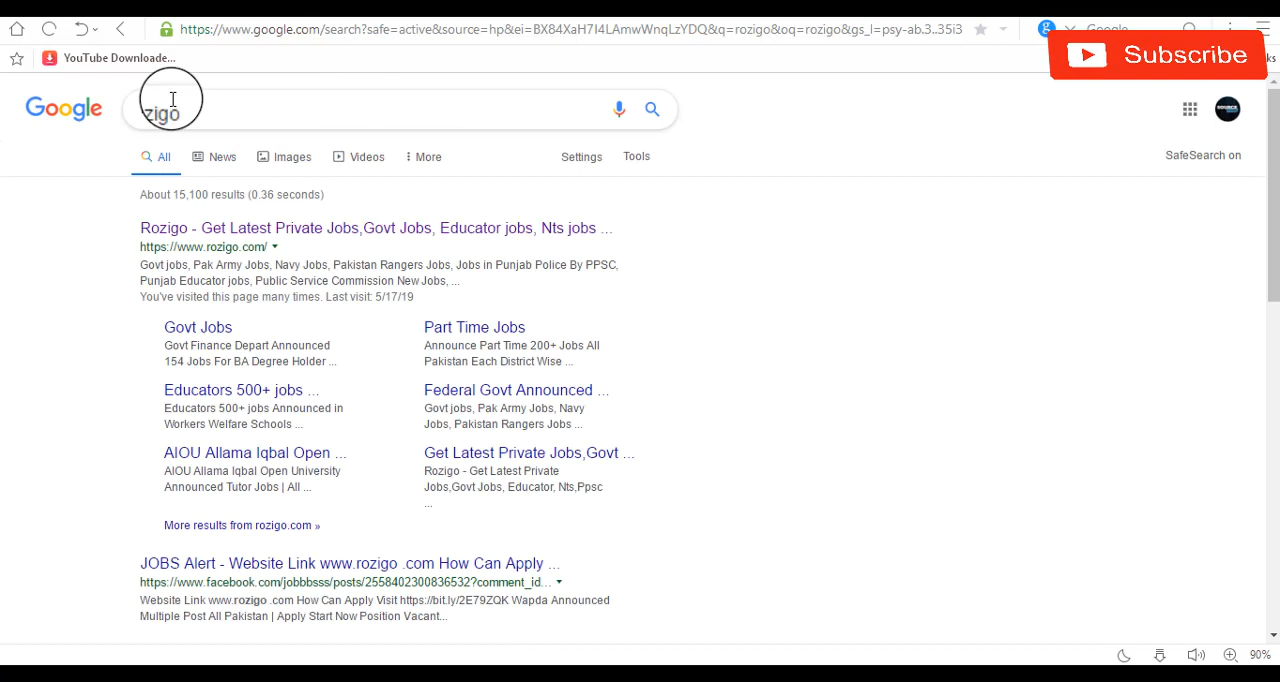 https://www.google.com/search?safe=active&source=hp&ei=BX84XaH7I4LAmwWnqLzYDQ&q=rozigo&oq=rozigo&gs_l=psy-ab.3..35i3
Google
Subscribe
YouTube Downloade...
ks
Google
zigo
All
News
Images
Videos
More
Settings
Tools
SafeSearch on
About 15,100 results (0.36 seconds)
Rozigo - Get Latest Private Jobs,Govt Jobs, Educator jobs, Nts jobs ...
https://www.rozigo.com/
Govt jobs, Pak Army Jobs, Navy Jobs, Pakistan Rangers Jobs, Jobs in Punjab Police By PPSC,
Punjab Educator jobs, Public Service Commission New Jobs, ...
You've visited this page many times. Last visit: 5/17/19
Govt Jobs
Govt Finance Depart Announced
154 Jobs For BA Degree Holder ...
Part Time Jobs
Announce Part Time 200+ Jobs All
Pakistan Each District Wise ...
Educators 500+ jobs ...
Educators 500+ jobs Announced in
Workers Welfare Schools ...
Federal Govt Announced ...
Govt jobs, Pak Army Jobs, Navy
Jobs, Pakistan Rangers Jobs ...
AIOU Allama Iqbal Open ...
AIOU Allama Iqbal Open University
Announced Tutor Jobs | All ...
Get Latest Private Jobs,Govt ...
Rozigo - Get Latest Private
Jobs,Govt Jobs, Educator, Nts,Ppsc
...
More results from rozigo.com »
JOBS Alert - Website Link www.rozigo .com How Can Apply ...
https://www.facebook.com/jobbbsss/posts/2558402300836532?comment_id...
Website Link www.rozigo .com How Can Apply Visit https://bit.ly/2E79ZQK Wapda Announced
Multiple Post All Pakistan | Apply Start Now Position Vacant...
90%